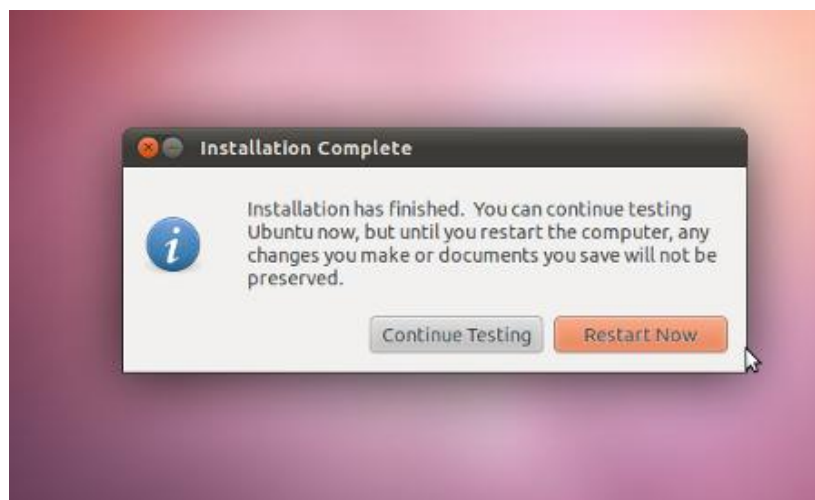 Installation Complete
Installation has finished. You can continue testing
Ubuntu now, but until you restart the computer, any
changes you make or documents you save will not be
preserved.
Continue Testing
Restart Now